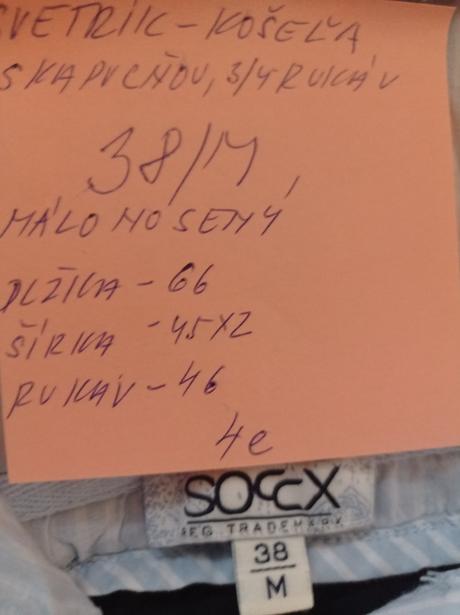 SVETRÍK-KOŠEĽA
S KAPUCŇOU, 3/4 RUKÁV
38/M,
MÁLO NOSENÝ
DĹŽKA - 66
ŠÍRKA - 45X2
RUKÁV - 46
4e
SOCCX
REG TRADEMARK
38
M